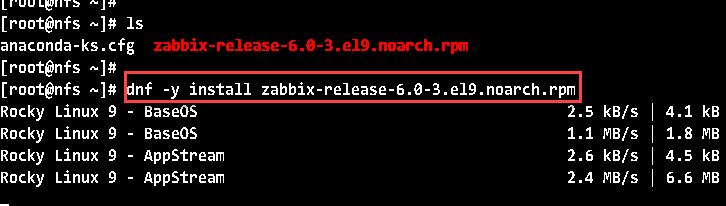 [root@nfs ~]#
[root@nfs ~]# ls
anaconda-ks.cfg  zabbix-release-6.0-3.el9.noarch.rpm
[root@nfs ~]#
[root@nfs ~]# dnf -y install zabbix-release-6.0-3.el9.noarch.rpm
Rocky Linux 9 - BaseOS 2.5 kB/s | 4.1 kB
Rocky Linux 9 - BaseOS 1.1 MB/s | 1.8 MB
Rocky Linux 9 - AppStream 2.6 kB/s | 4.5 kB
Rocky Linux 9 - AppStream 2.4 MB/s | 6.6 MB